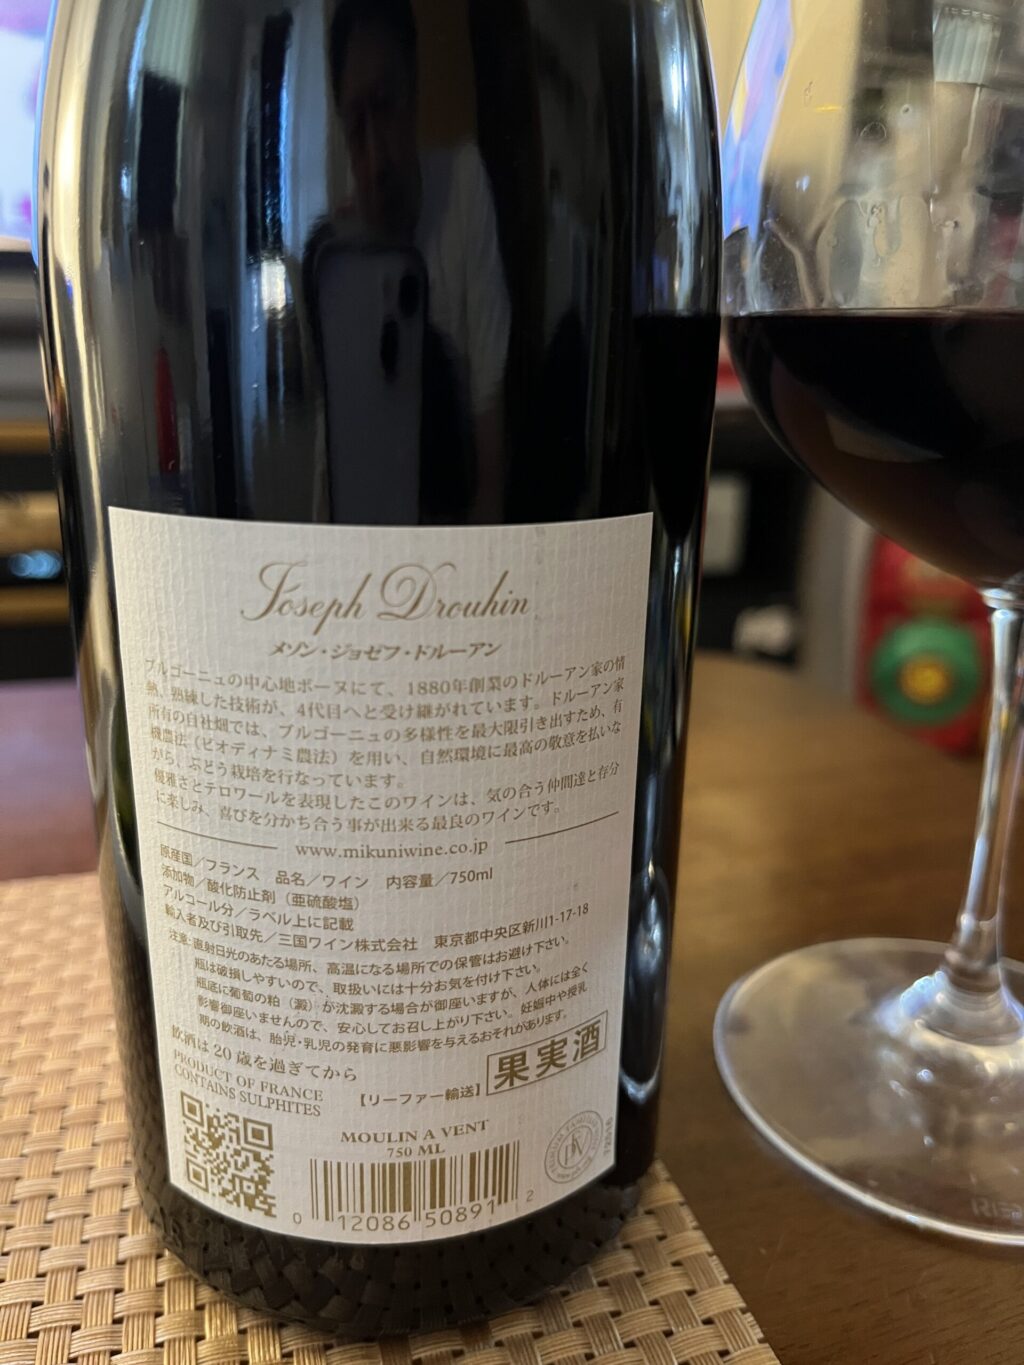 Joseph Drouhin
メゾン・ジョゼフ・ドルーアン
ブルゴーニュの中心地ボーヌにて、1880年創業のドルーアン家の情
熱、熟練した技術が、4代目へと受け継がれています。ドルーアン家
所有の自社畑では、ブルゴーニュの多様性を最大限引き出すため、有
機農法（ビオディナミ農法）を用い、自然環境に最高の敬意を払いな
がら、ぶどう栽培を行なっています。
優雅さとテロワールを表現したこのワインは、気の合う仲間達と存分
に楽しみ、喜びを分かち合う事が出来る最良のワインです。
www.mikuniwine.co.jp
原産国／フランス 品名／ワイン 内容量／750ml
添加物／酸化防止剤（亜硫酸塩）
アルコール分／ラベル上に記載
輸入者及び引取先／三国ワイン株式会社 東京都中央区新川1-17-18
注意: 直射日光のあたる場所、高温になる場所での保管はお避け下さい。
瓶は破損しやすいので、取扱いには十分お気を付け下さい。
瓶底に葡萄の粕（澱）が沈澱する場合が御座いますが、人体には全く
影響御座いませんので、安心してお召し上がり下さい。妊娠中や授乳
期の飲酒は、胎児・乳児の発育に悪影響を与えるおそれがあります。
飲酒は20歳を過ぎてから
PRODUCT OF FRANCE
CONTAINS SULPHITES
【リーファー輸送】
果実酒
MOULIN A VENT
750 ML
0 12086 50891 2